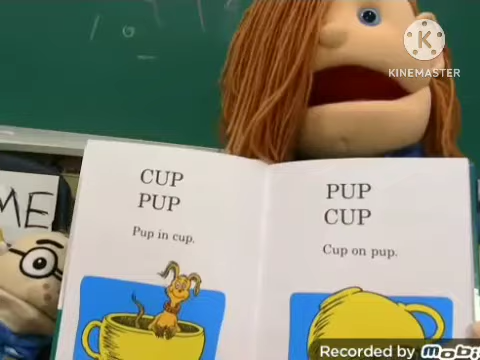 KINEMASTER
CUP
PUP
Pup in cup.
PUP
CUP
Cup on pup.
ME
Recorded by